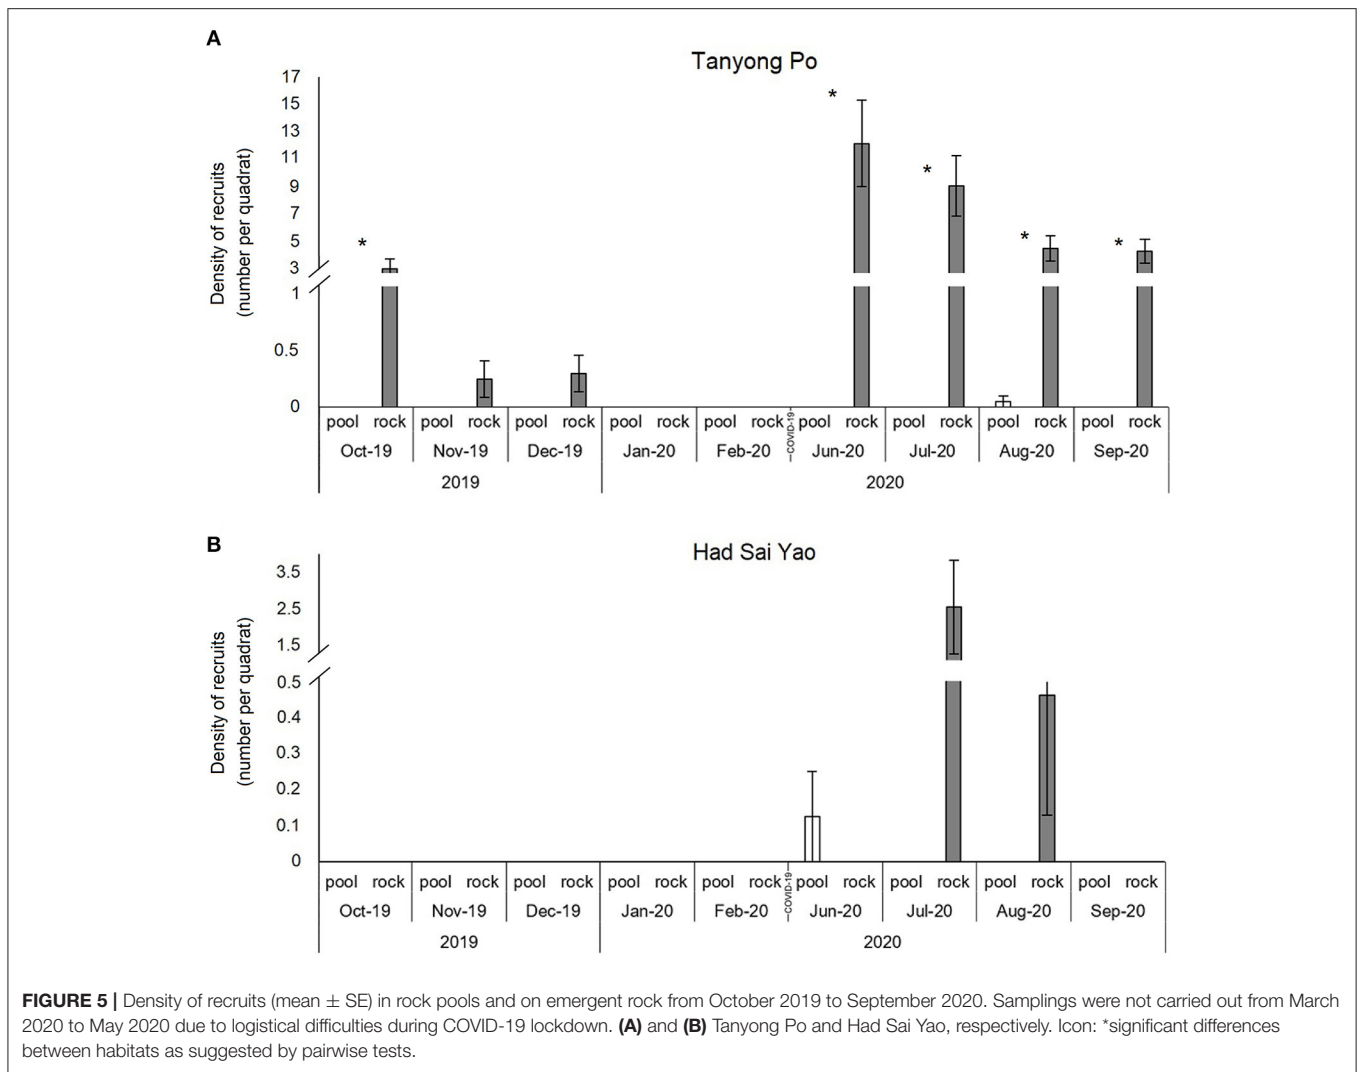 A
Tanyong Po
Density of recruits
(number per quadrat)
17
15
13
11
9
7
5
3
1
0.5
0
*
*
*
*
*
pool rock pool rock pool rock pool rock pool rock pool rock pool rock pool rock pool rock
Oct-19 Nov-19 Dec-19 Jan-20 Feb-20 –COVID-19– Jun-20 Jul-20 Aug-20 Sep-20
2019 2020
B
Had Sai Yao
Density of recruits
(number per quadrat)
3.5
2.5
1.5
0.5
0.4
0.3
0.2
0.1
0
pool rock pool rock pool rock pool rock pool rock pool rock pool rock pool rock pool rock
Oct-19 Nov-19 Dec-19 Jan-20 Feb-20 –COVID-19– Jun-20 Jul-20 Aug-20 Sep-20
2019 2020
FIGURE 5 | Density of recruits (mean ± SE) in rock pools and on emergent rock from October 2019 to September 2020. Samplings were not carried out from March
2020 to May 2020 due to logistical difficulties during COVID-19 lockdown. (A) and (B) Tanyong Po and Had Sai Yao, respectively. Icon: *significant differences
between habitats as suggested by pairwise tests.